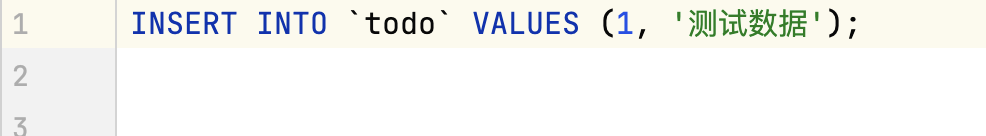 1 INSERT INTO `todo` VALUES (1, '测试数据');
2
3